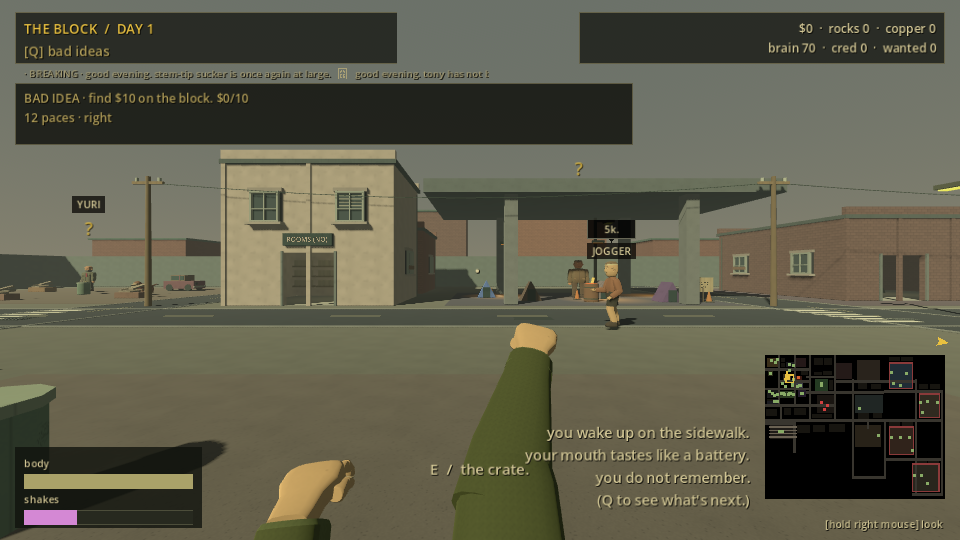 THE BLOCK / DAY 1
[Q] bad ideas
$0 · rocks 0 · copper 0
brain 70 · cred 0 · wanted 0
· BREAKING · good evening. stem-tip sucker is once again at large. good evening. tony has not
BAD IDEA · find $10 on the block. $0/10
12 paces · right
?
YURI
?
5k.
JOGGER
ROOMS (NO)
you wake up on the sidewalk.
your mouth tastes like a battery.
E / the crate.
you do not remember.
(Q to see what's next.)
body
shakes
[hold right mouse] look